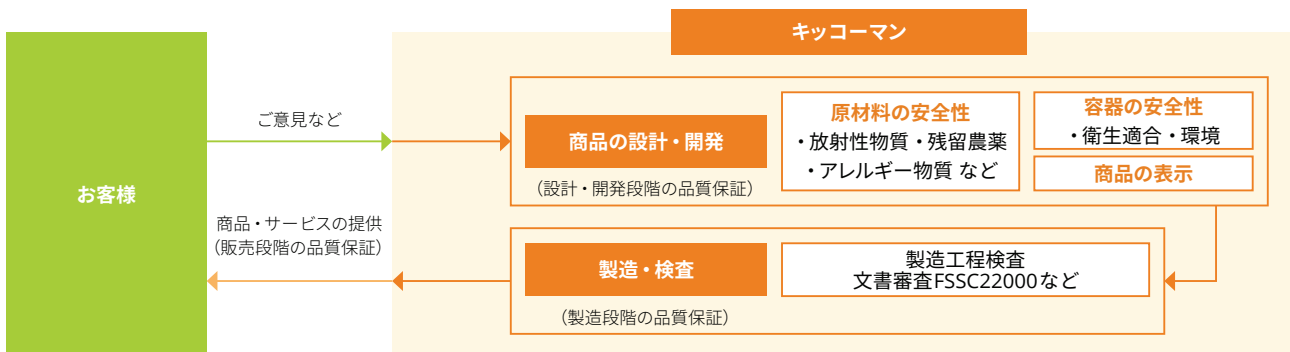 キッコーマン
お客様
ご意見など
商品・サービスの提供
（販売段階の品質保証）
商品の設計・開発
（設計・開発段階の品質保証）
原材料の安全性
・放射性物質・残留農薬
・アレルギー物質 など
容器の安全性
・衛生適合・環境
商品の表示
製造・検査
（製造段階の品質保証）
製造工程検査
文書審査FSSC22000など